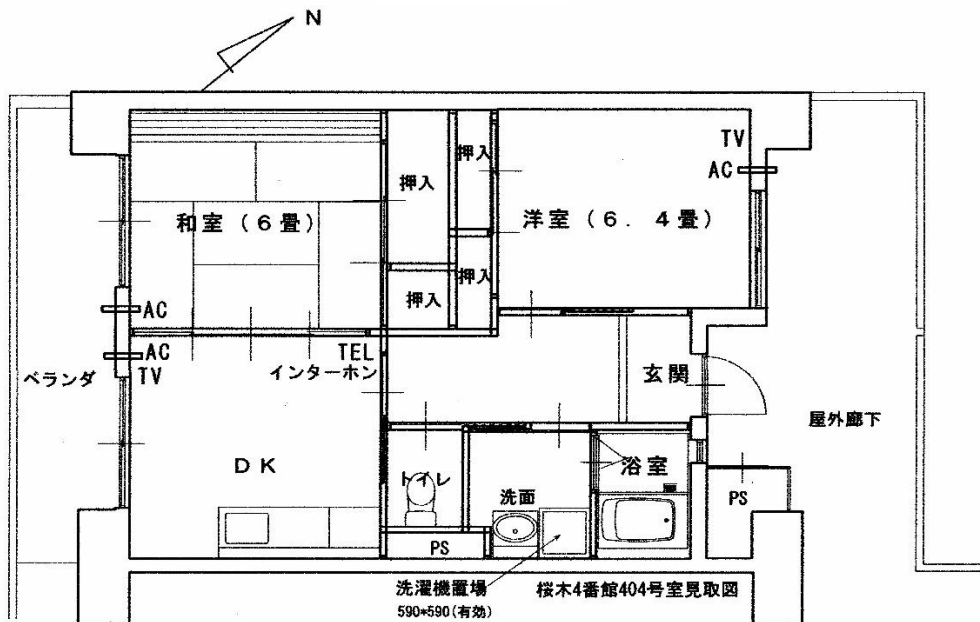 N
TV
AC
押入
押入
和室(6畳)
洋室(6.4畳)
押入
押入
AC
AC
TV
TEL
インターホン
ベランダ
玄関
屋外廊下
DK
トイレ
洗面
浴室
PS
PS
洗濯機置場
590*590(有効)
桜木4番館404号室見取図